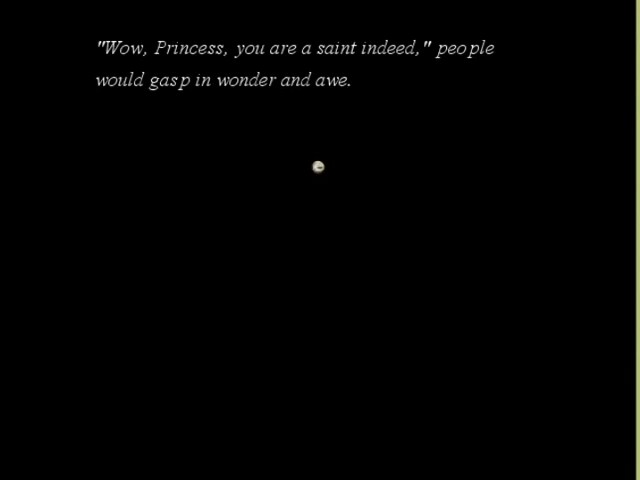 "Wow, Princess, you are a saint indeed," people
would gasp in wonder and awe.